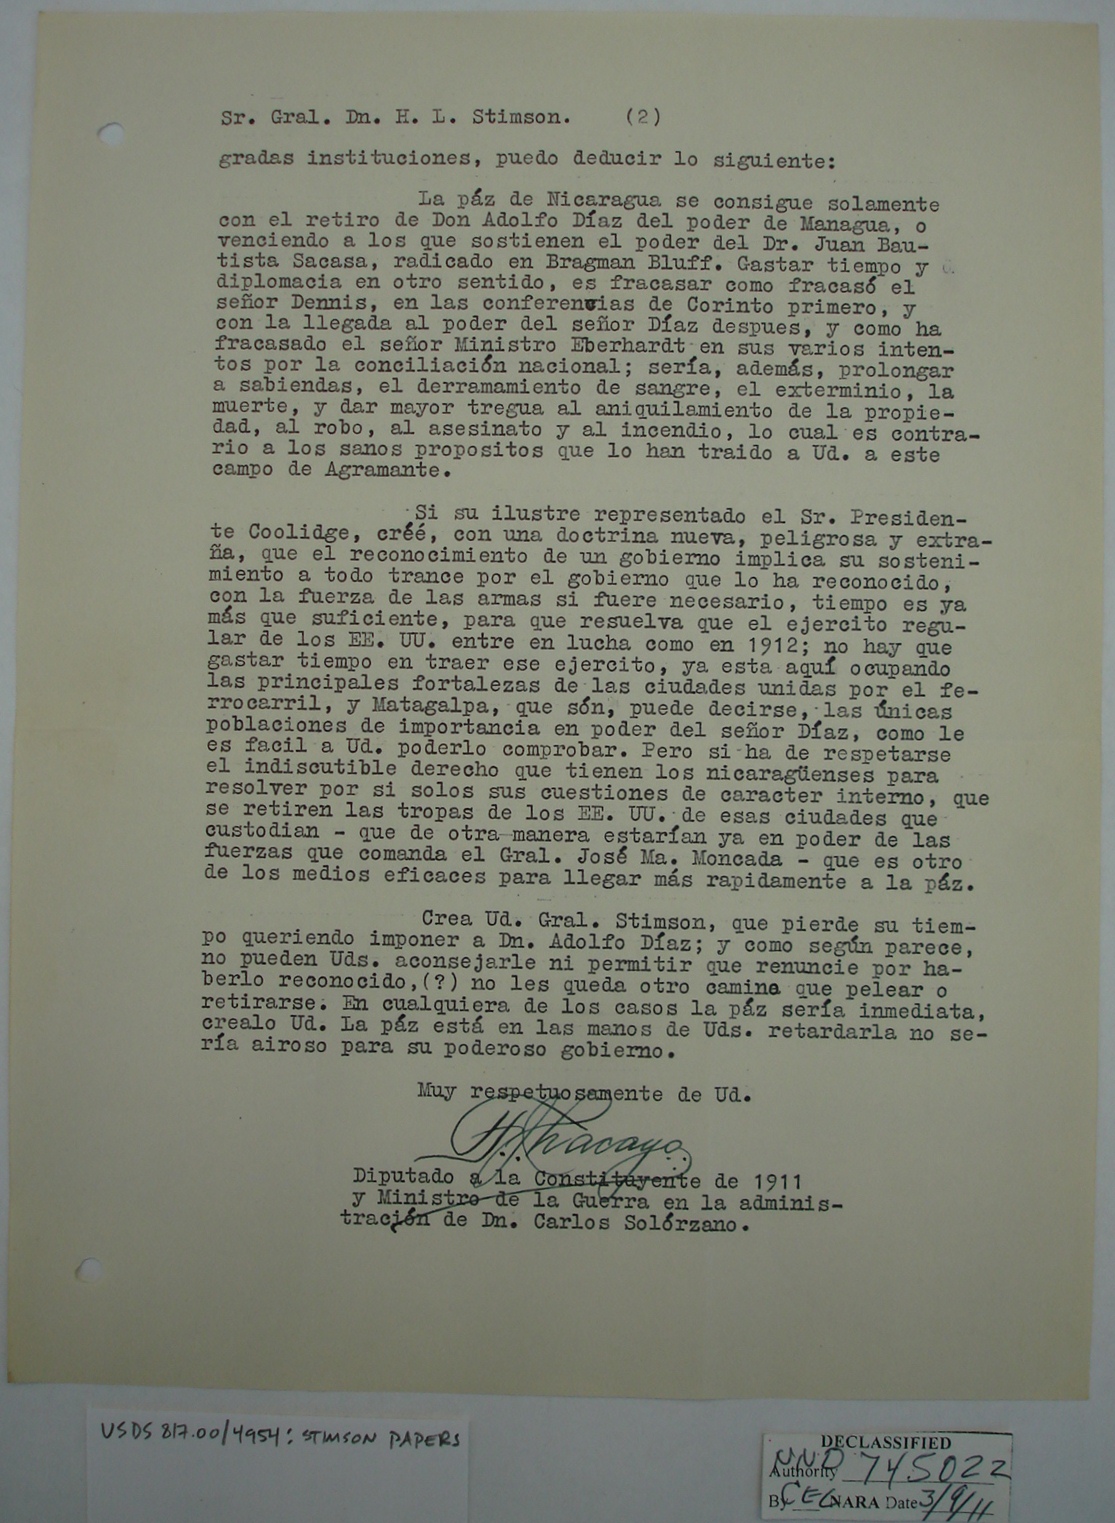 Sr. Gral. Dn. H. L. Stimson. (2)
gradas instituciones, puedo deducir lo siguiente:
La páz de Nicaragua se consigue solamente
con el retiro de Don Adolfo Díaz del poder de Managua, o
venciendo a los que sostienen el poder del Dr. Juan Bau-
tista Sacasa, radicado en Bragman Bluff. Gastar tiempo y
diplomacia en otro sentido, es fracasar como fracasó el
señor Dennis, en las conferencias de Corinto primero, y
con la llegada al poder del señor Díaz despues, y como ha
fracasado el señor Ministro Eberhardt en sus varios inten-
tos por la conciliación nacional; sería, además, prolongar
a sabiendas, el derramamiento de sangre, el exterminio, la
muerte, y dar mayor tregua al aniquilamiento de la propie-
dad, al robo, al asesinato y al incendio, lo cual es contra-
rio a los sanos propositos que lo han traido a Ud. a este
campo de Agramante.
Si su ilustre representado el Sr. Presiden-
te Coolidge, créé, con una doctrina nueva, peligrosa y extra-
ña, que el reconocimiento de un gobierno implica su sosteni-
miento a todo trance por el gobierno que lo ha reconocido,
con la fuerza de las armas si fuere necesario, tiempo es ya
más que suficiente, para que resuelva que el ejercito regu-
lar de los EE. UU. entre en lucha como en 1912; no hay que
gastar tiempo en traer ese ejercito, ya esta aquí ocupando
las principales fortalezas de las ciudades unidas por el fe-
rrocarril, y Matagalpa, que són, puede decirse, las únicas
poblaciones de importancia en poder del señor Díaz, como le
es facil a Ud. poderlo comprobar. Pero si ha de respetarse
el indiscutible derecho que tienen los nicaragüenses para
resolver por si solos sus cuestiones de caracter interno, que
se retiren las tropas de los EE. UU. de esas ciudades que
custodian - que de otra manera estarían ya en poder de las
fuerzas que comanda el Gral. José Ma. Moncada - que es otro
de los medios eficaces para llegar más rapidamente a la páz.
Crea Ud. Gral. Stimson, que pierde su tiem-
po queriendo imponer a Dn. Adolfo Díaz; y como según parece,
no pueden Uds. aconsejarle ni permitir que renuncie por ha-
berlo reconocido,(?) no les queda otro camino que pelear o
retirarse. En cualquiera de los casos la páz sería inmediata,
crealo Ud. La páz está en las manos de Uds. retardarla no se-
ría airoso para su poderoso gobierno.
Muy respetuosamente de Ud.
Diputado a la Constituyente de 1911
y Ministro de la Guerra en la adminis-
tración de Dn. Carlos Solórzano.
USDS 817.00/4954: STIMSON PAPERS
DECLASSIFIED
Authority NND 745022
By CEC NARA Date 3/9/11